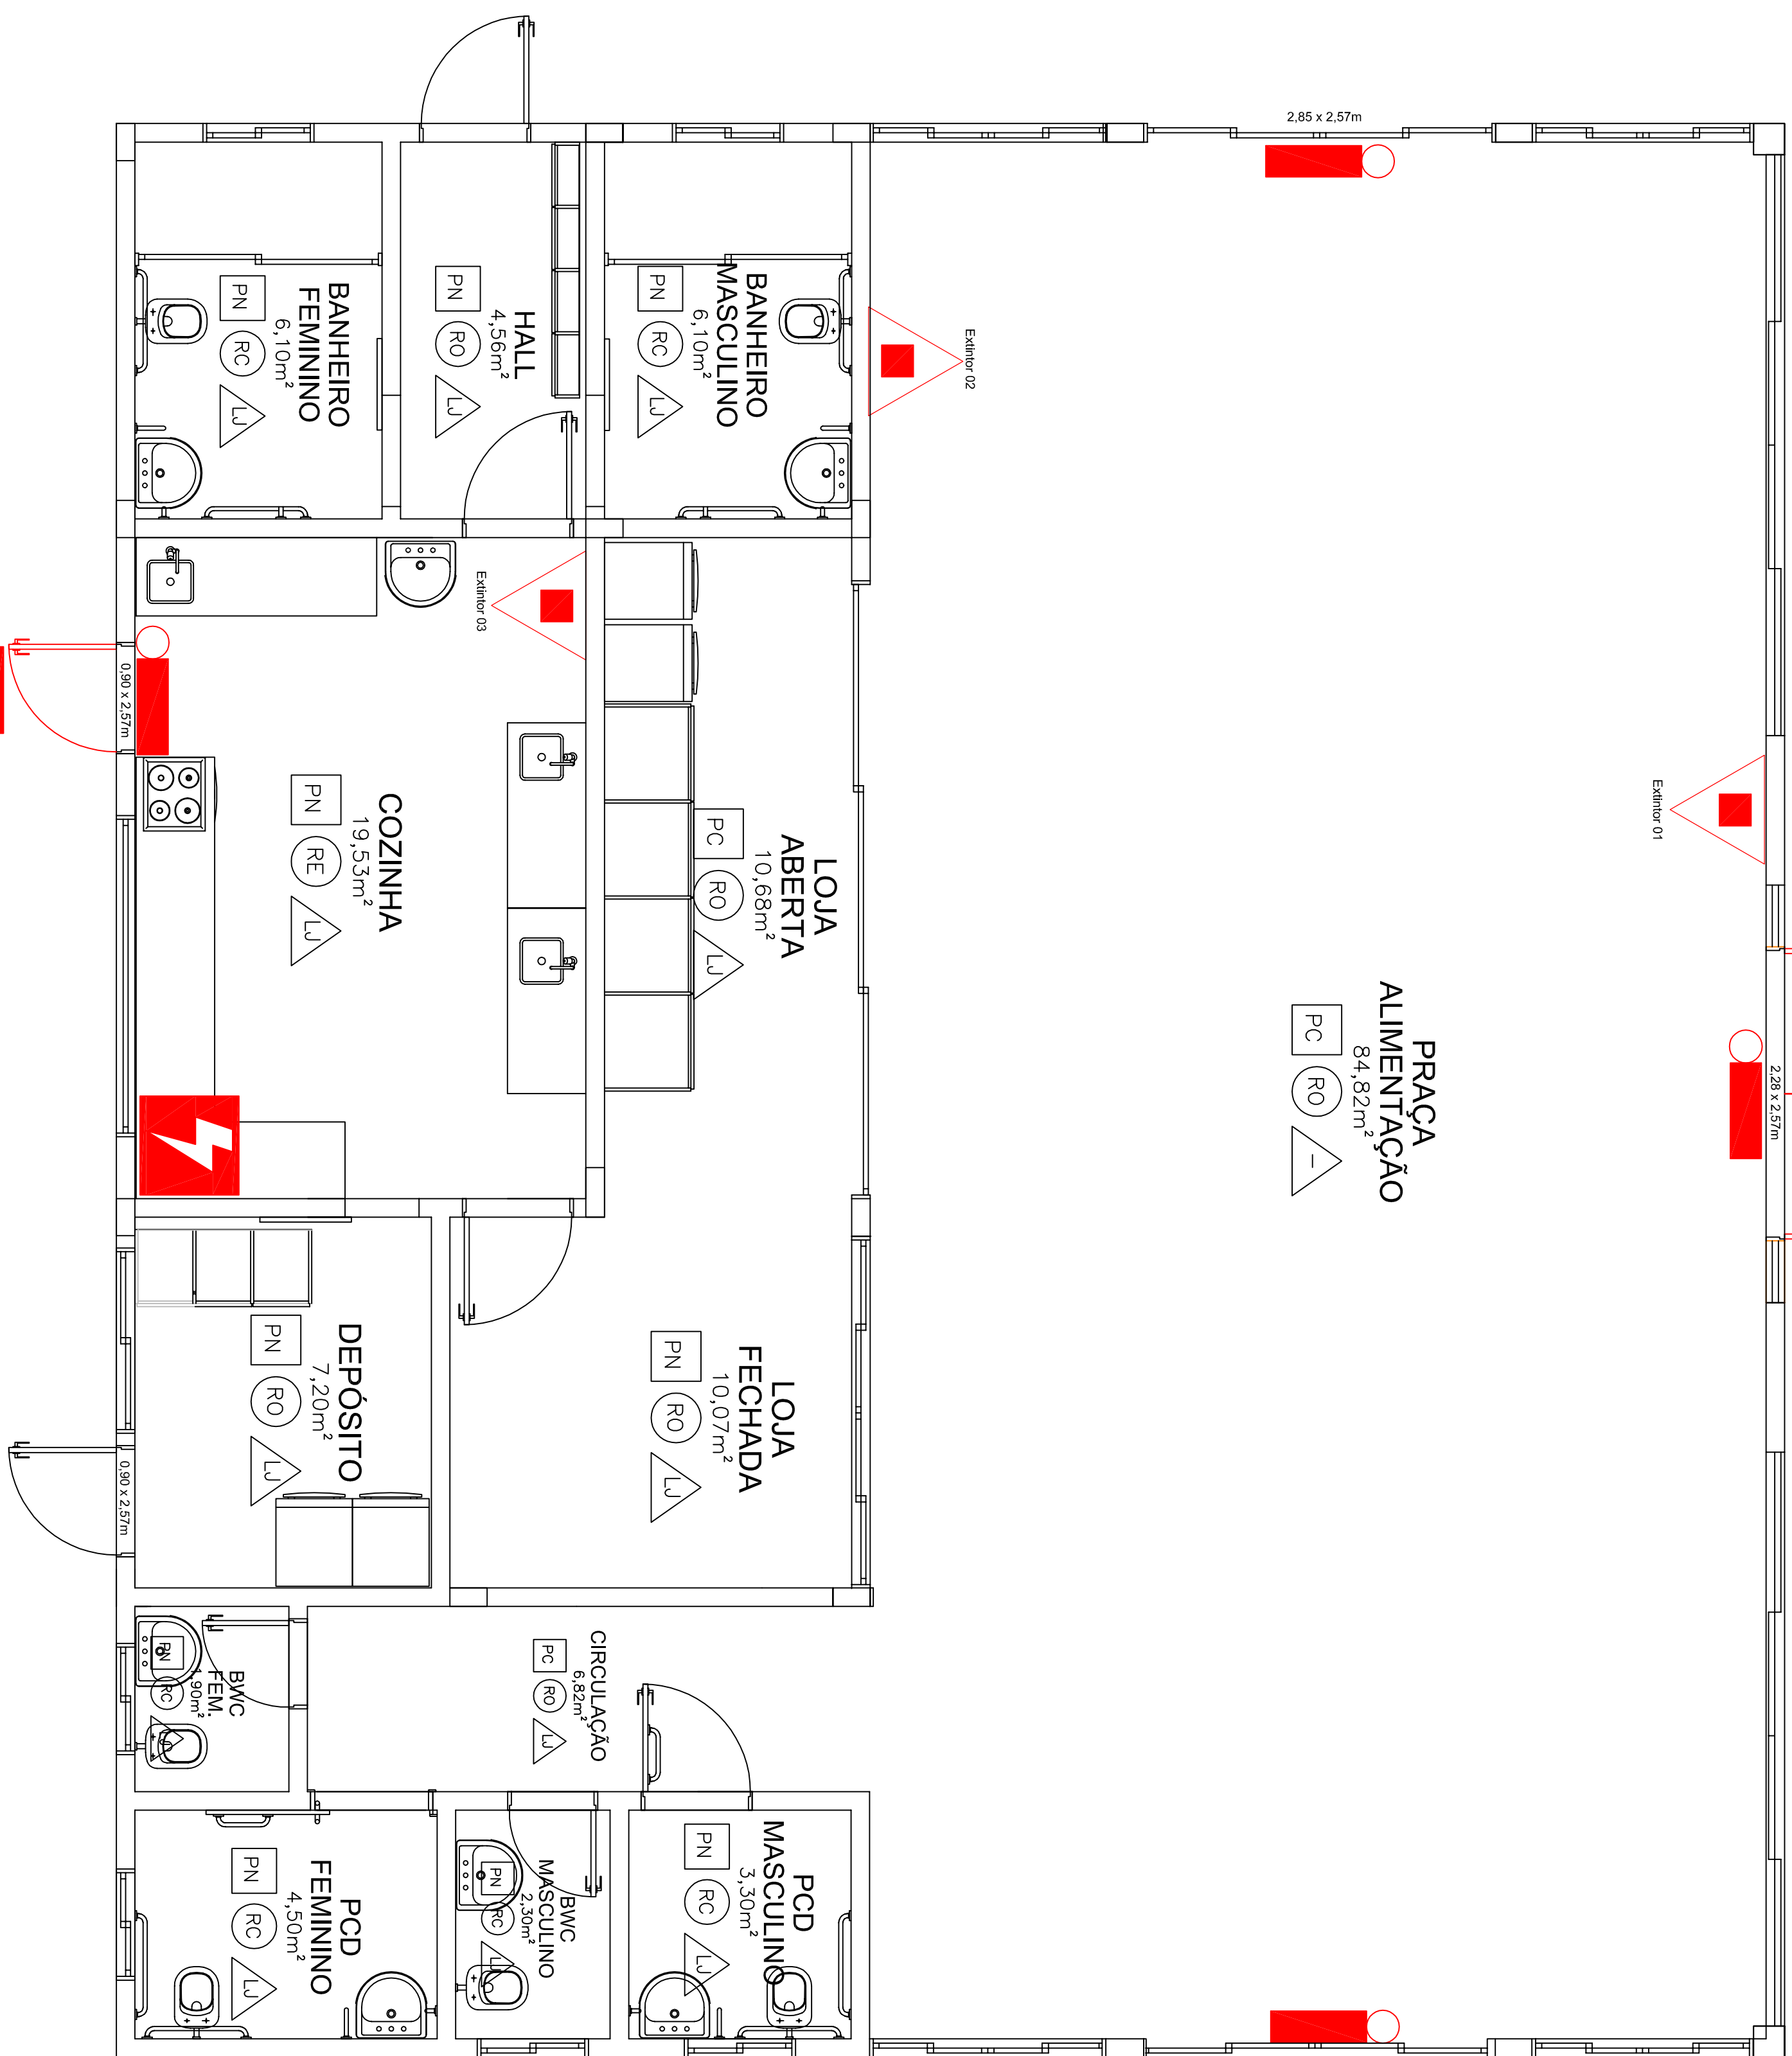 2,85 x 2,57m
BANHEIRO
FEMININO
6,10m²
PN
RC
LJ
HALL
4,56m²
PN
RO
LJ
BANHEIRO
MASCULINO
6,10m²
PN
RC
LJ
Extintor 02
Extintor 03
0,90 x 2,57m
COZINHA
19,53m²
PN
RE
LJ
LOJA
ABERTA
10,68m²
PC
RO
LJ
Extintor 01
PRAÇA
ALIMENTAÇÃO
84,82m²
PC
RO
–
2,28 x 2,57m
DEPÓSITO
7,20m²
PN
RO
LJ
0,90 x 2,57m
LOJA
FECHADA
10,07m²
PN
RO
LJ
BWC
FEM.
1,90m²
PN
RC
LJ
CIRCULAÇÃO
6,82m²
PC
RO
LJ
PCD
FEMININO
4,50m²
PN
RC
LJ
BWC
MASCULINO
2,30m²
PN
RC
LJ
PCD
MASCULINO
3,30m²
PN
RC
LJ